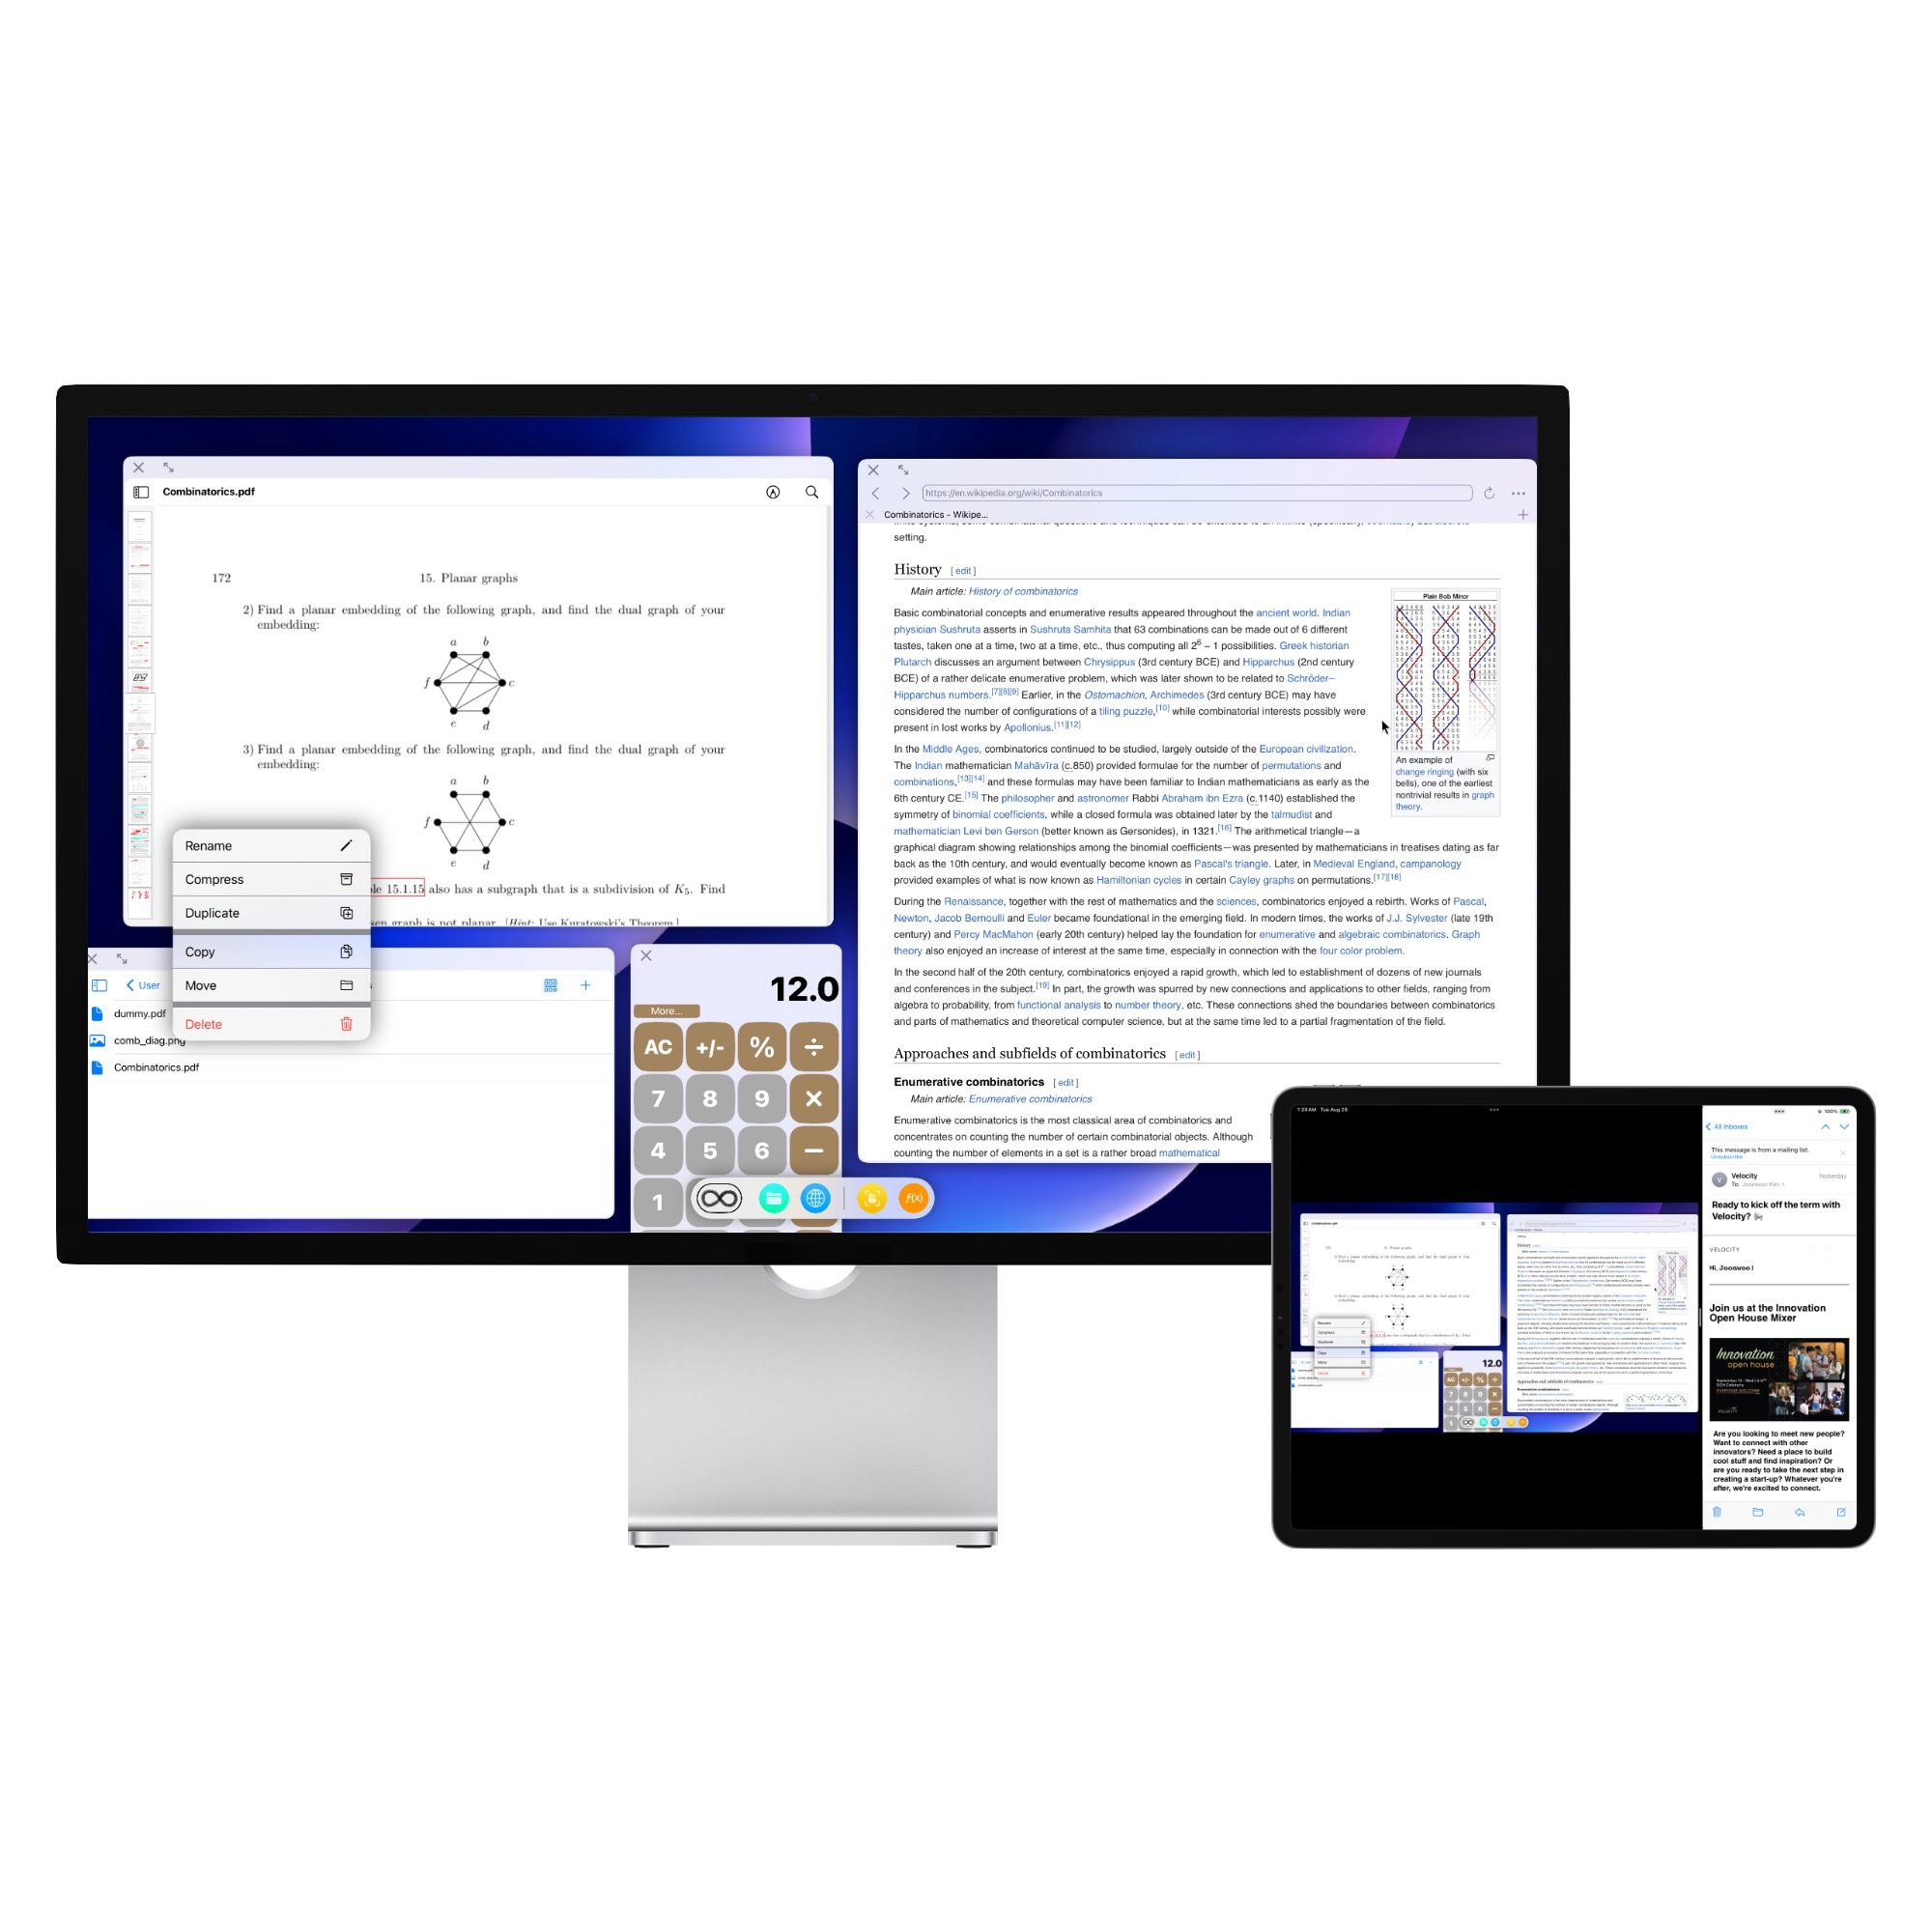 Combinatorics.pdf
172
15. Planar graphs
2) Find a planar embedding of the following graph, and find the dual graph of your
embedding:
a b
f c
e d
3) Find a planar embedding of the following graph, and find the dual graph of your
embedding:
a b
f c
e d
15.1.15 also has a subgraph that is a subdivision of K5. Find
graph is not planar. [Hint: Use Kuratowski's Theorem.]
Rename
Compress
Duplicate
Copy
Move
Delete
User
dummy.pdf
comb_diag.png
Combinatorics.pdf
12.0
More...
AC +/- % ÷
7 8 9 ×
4 5 6 −
1
f(x)
https://en.wikipedia.org/wiki/Combinatorics
Combinatorics - Wikipe...
setting.
History [ edit ]
Main article: History of combinatorics
Basic combinatorial concepts and enumerative results appeared throughout the ancient world. Indian
physician Sushruta asserts in Sushruta Samhita that 63 combinations can be made out of 6 different
tastes, taken one at a time, two at a time, etc., thus computing all 2⁶ − 1 possibilities. Greek historian
Plutarch discusses an argument between Chrysippus (3rd century BCE) and Hipparchus (2nd century
BCE) of a rather delicate enumerative problem, which was later shown to be related to Schröder–
Hipparchus numbers.[7][8][9] Earlier, in the Ostomachion, Archimedes (3rd century BCE) may have
considered the number of configurations of a tiling puzzle,[10] while combinatorial interests possibly were
present in lost works by Apollonius.[11][12]
In the Middle Ages, combinatorics continued to be studied, largely outside of the European civilization.
The Indian mathematician Mahāvīra (c.850) provided formulae for the number of permutations and
combinations,[13][14] and these formulas may have been familiar to Indian mathematicians as early as the
6th century CE.[15] The philosopher and astronomer Rabbi Abraham ibn Ezra (c.1140) established the
symmetry of binomial coefficients, while a closed formula was obtained later by the talmudist and
mathematician Levi ben Gerson (better known as Gersonides), in 1321.[16] The arithmetical triangle—a
graphical diagram showing relationships among the binomial coefficients—was presented by mathematicians in treatises dating as far
back as the 10th century, and would eventually become known as Pascal's triangle. Later, in Medieval England, campanology
provided examples of what is now known as Hamiltonian cycles in certain Cayley graphs on permutations.[17][18]
During the Renaissance, together with the rest of mathematics and the sciences, combinatorics enjoyed a rebirth. Works of Pascal,
Newton, Jacob Bernoulli and Euler became foundational in the emerging field. In modern times, the works of J.J. Sylvester (late 19th
century) and Percy MacMahon (early 20th century) helped lay the foundation for enumerative and algebraic combinatorics. Graph
theory also enjoyed an increase of interest at the same time, especially in connection with the four color problem.
In the second half of the 20th century, combinatorics enjoyed a rapid growth, which led to establishment of dozens of new journals
and conferences in the subject.[19] In part, the growth was spurred by new connections and applications to other fields, ranging from
algebra to probability, from functional analysis to number theory, etc. These connections shed the boundaries between combinatorics
and parts of mathematics and theoretical computer science, but at the same time led to a partial fragmentation of the field.
Plain Bob Minor
An example of
change ringing (with six
bells), one of the earliest
nontrivial results in graph
theory.
Approaches and subfields of combinatorics [ edit ]
Enumerative combinatorics [ edit ]
Main article: Enumerative combinatorics
Enumerative combinatorics is the most classical area of combinatorics and
concentrates on counting the number of certain combinatorial objects. Although
counting the number of elements in a set is a rather broad mathematical
1:29 AM Tue Aug 29
100%
All Inboxes
This message is from a mailing list.
Unsubscribe
V
Velocity
Yesterday
To: Joonwoo Kim
Ready to kick off the term with
Velocity?
VELOCITY
Hi, Joonwoo !
Join us at the Innovation
Open House Mixer
Innovation
open house
VELOCITY
Are you looking to meet new people?
Want to connect with other
innovators? Need a place to build
cool stuff and find inspiration? Or
are you ready to take the next step in
creating a start-up? Whatever you're
after, we're excited to connect.